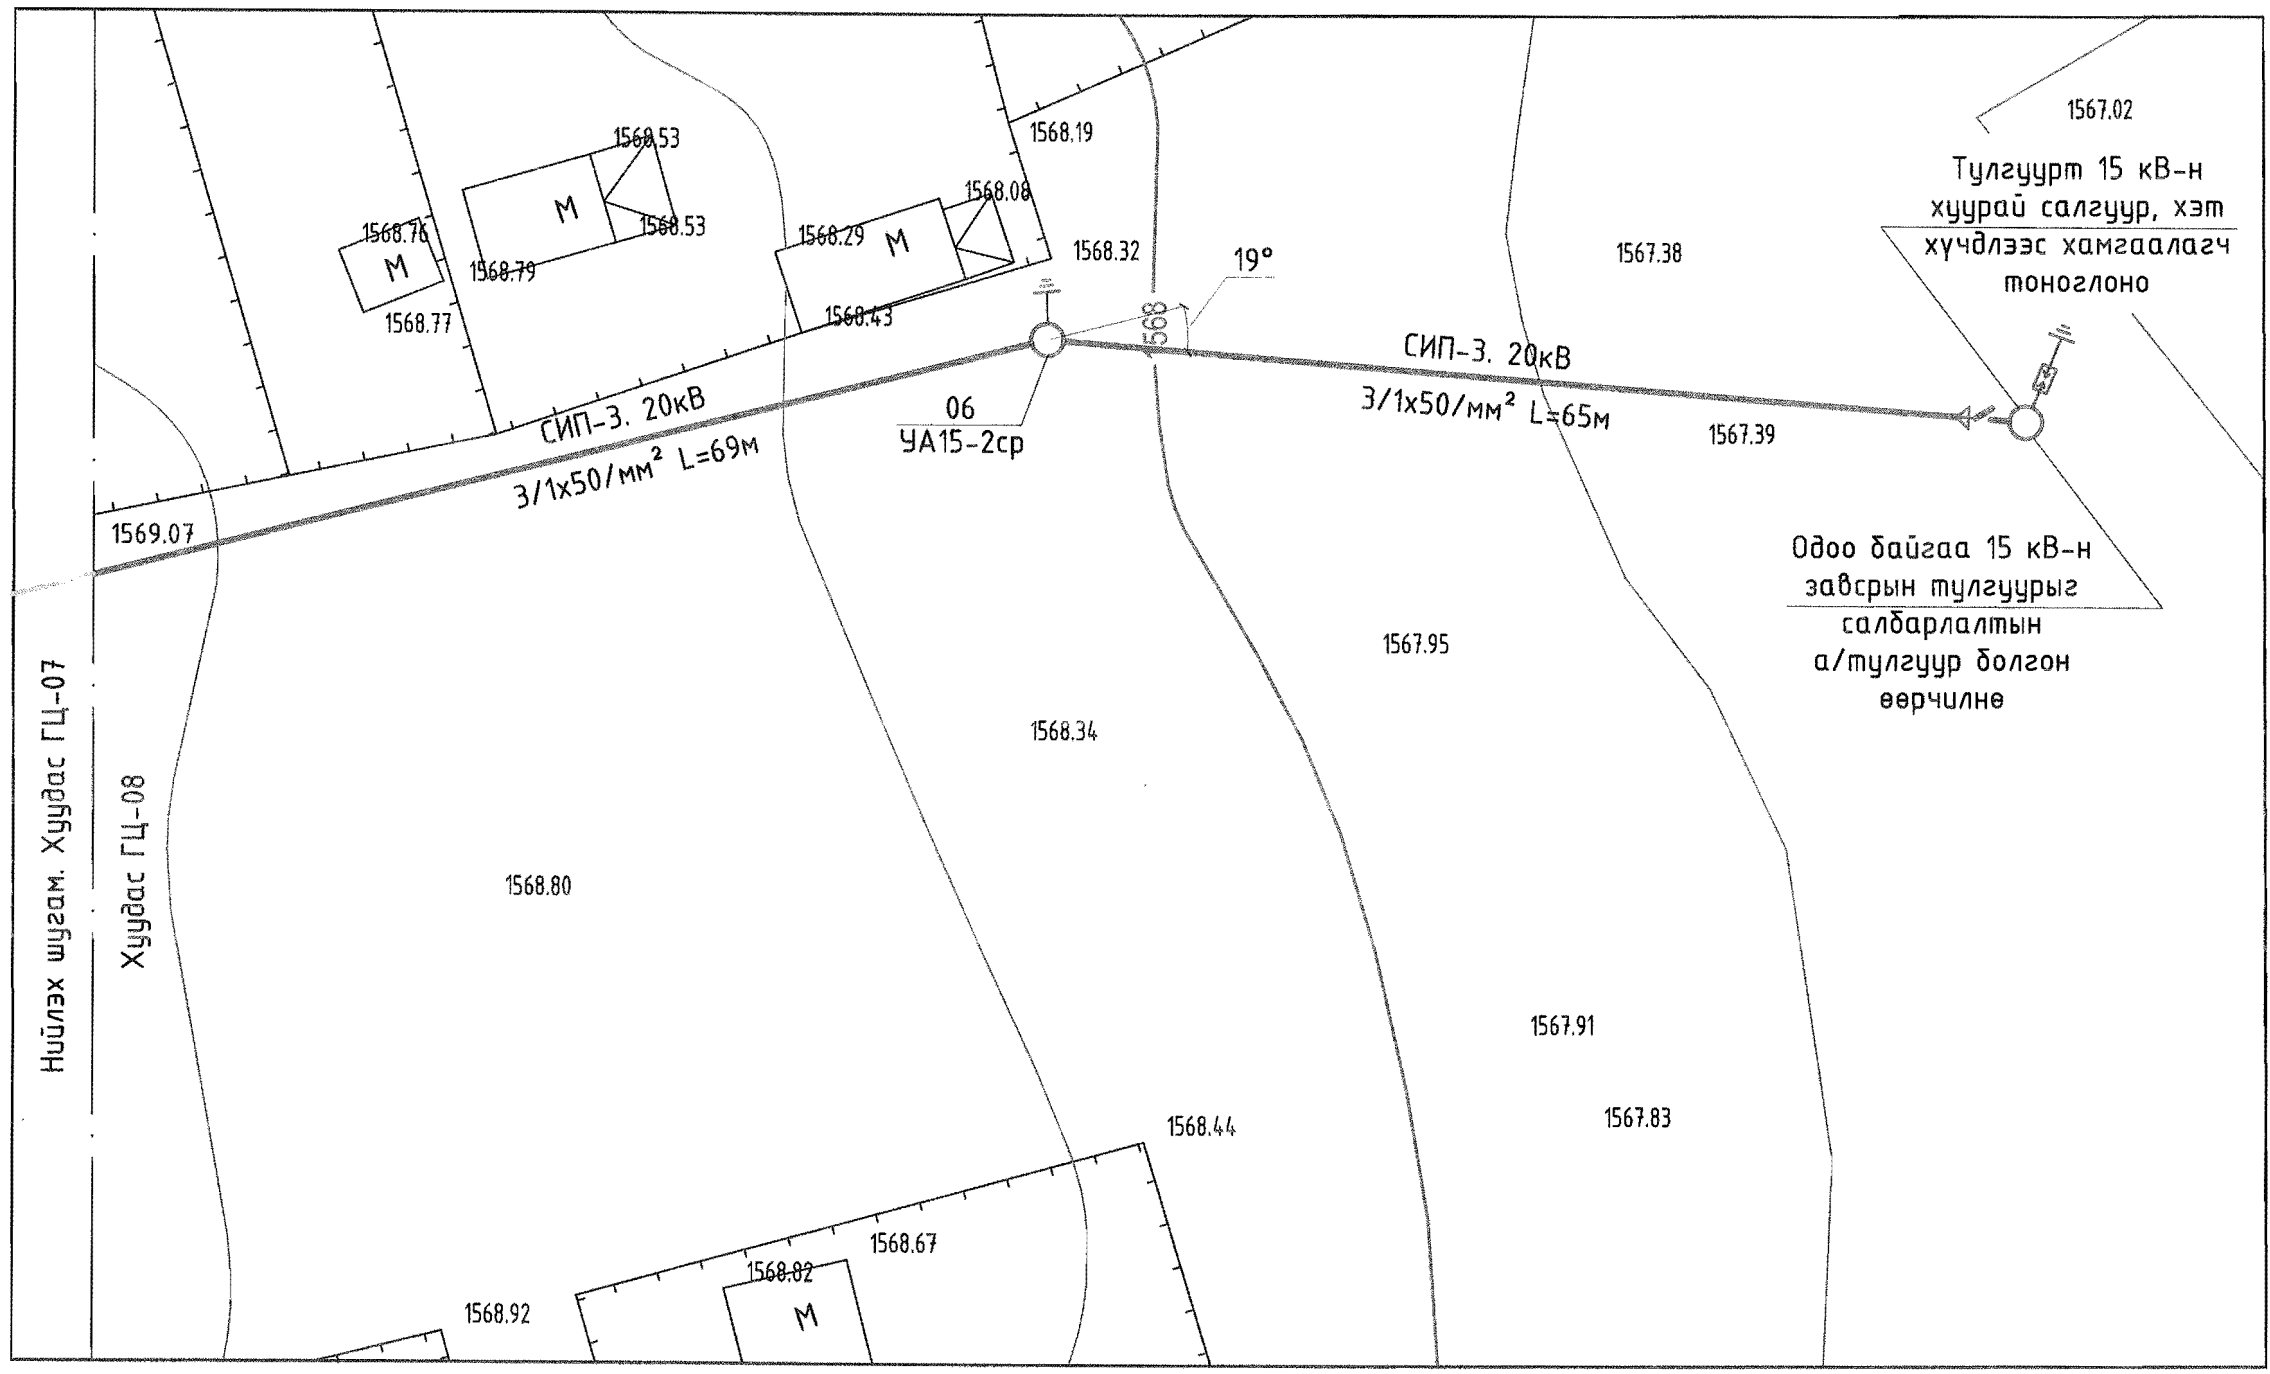 1567.02
1568.53
1568.19
Тулгуурт 15 кВ-н
хуурай салгуур, хэт
хүчдлээс хамгаалагч
тоноглоно
1568.08
M
1568.76
1568.53
1568.29
M
1568.32
19°
1567.38
M
1568.79
1568.43
1568.77
1568
СИП-3. 20кВ
3/1x50/мм² L=65м
1567.39
СИП-3. 20кВ
3/1x50/мм² L=69м
06
УА15-2ср
1569.07
Одоо байгаа 15 кВ-н
завсрын тулгуурыг
салбарлалтын
а/тулгуур болгон
өөрчилнө
1567.95
1568.34
Нийлэх шугам. Хуудас ГЦ-07
Хуудас ГЦ-08
1568.80
1567.91
1567.83
1568.44
1568.67
1568.82
M
1568.92